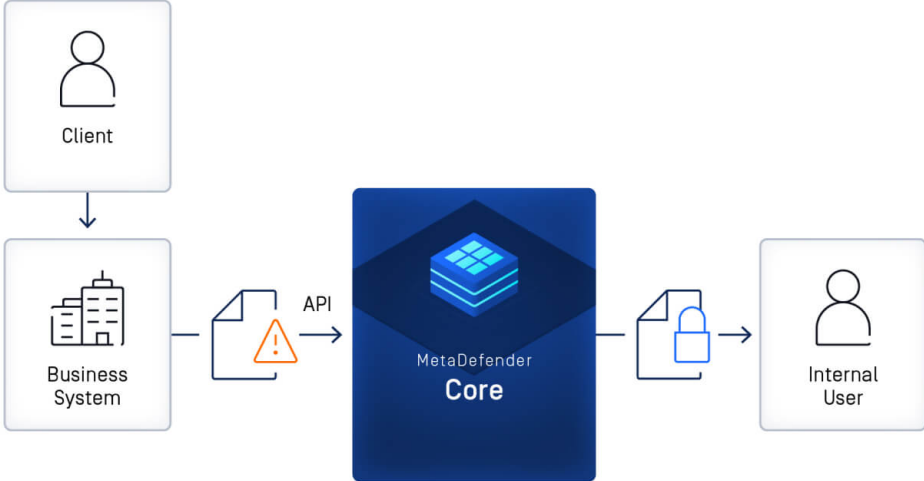 Client
Business
System
API
MetaDefender
Core
Internal
User